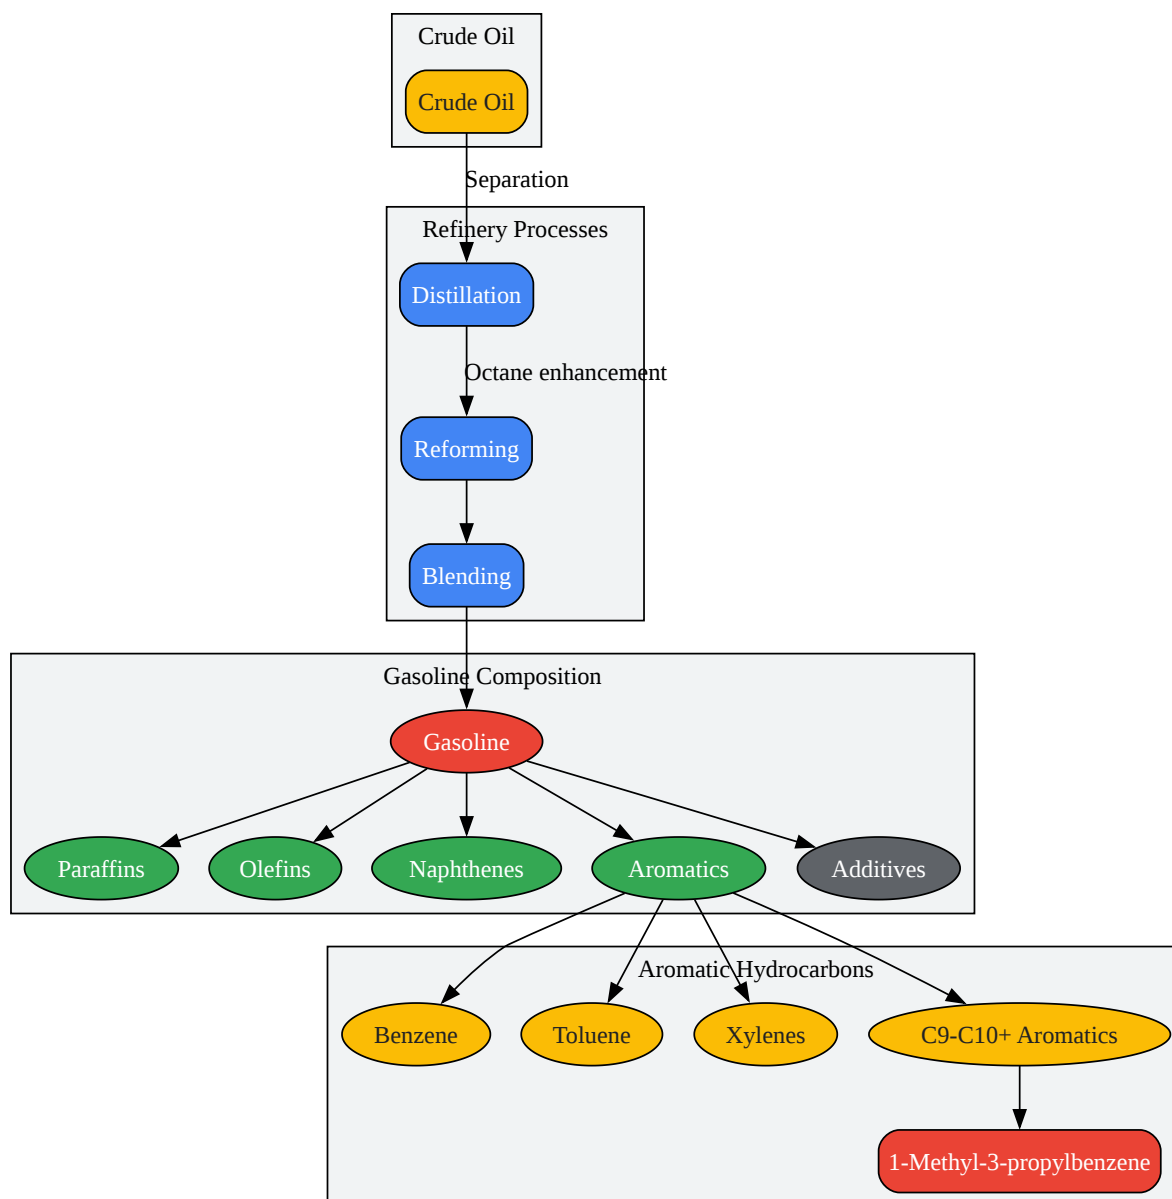 Crude Oil
Crude Oil
Separation
Refinery Processes
Distillation
Octane enhancement
Reforming
Blending
Gasoline Composition
Gasoline
Paraffins
Olefins
Naphthenes
Aromatics
Additives
Aromatic Hydrocarbons
Benzene
Toluene
Xylenes
C9-C10+ Aromatics
1-Methyl-3-propylbenzene